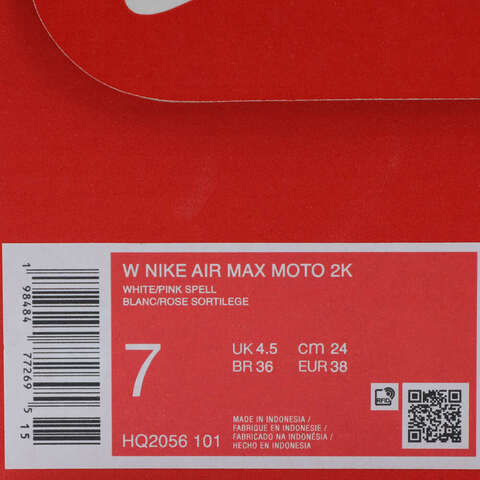 W NIKE AIR MAX MOTO 2K
WHITE/PINK SPELL
BLANC/ROSE SORTILEGE
7
UK 4.5 cm 24
BR 36 EUR 38
HQ2056 101
MADE IN INDONESIA /
FABRIQUE EN INDONESIE /
FABRICADO NA INDONÉSIA /
HECHO EN INDONESIA
RFID
1 98484 77269 5 15